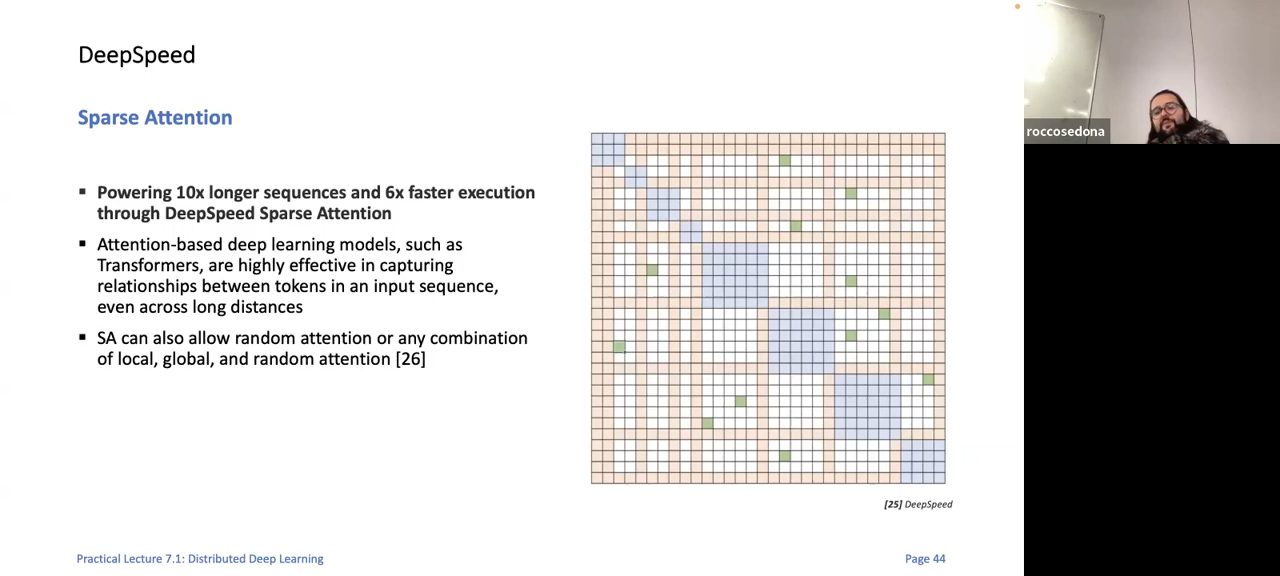 DeepSpeed
Sparse Attention
▪ Powering 10x longer sequences and 6x faster execution
through DeepSpeed Sparse Attention
▪ Attention-based deep learning models, such as
Transformers, are highly effective in capturing
relationships between tokens in an input sequence,
even across long distances
▪ SA can also allow random attention or any combination
of local, global, and random attention [26]
[25] DeepSpeed
Practical Lecture 7.1: Distributed Deep Learning
Page 44
roccosedona